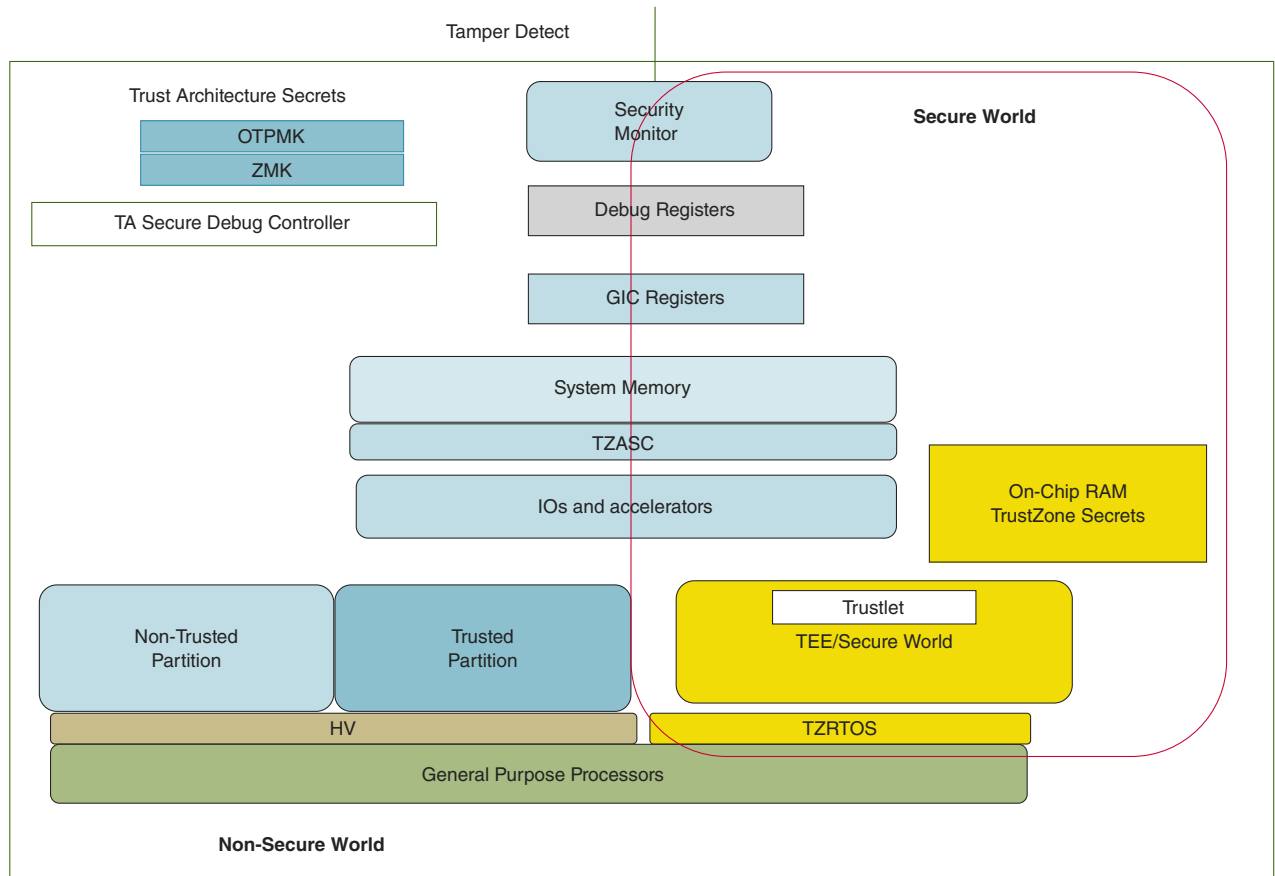 Tamper Detect
Trust Architecture Secrets
OTPMK
ZMK
TA Secure Debug Controller
Security
Monitor
Secure World
Debug Registers
GIC Registers
System Memory
TZASC
IOs and accelerators
On-Chip RAM
TrustZone Secrets
Non-Trusted
Partition
Trusted
Partition
Trustlet
TEE/Secure World
HV
TZRTOS
General Purpose Processors
Non-Secure World